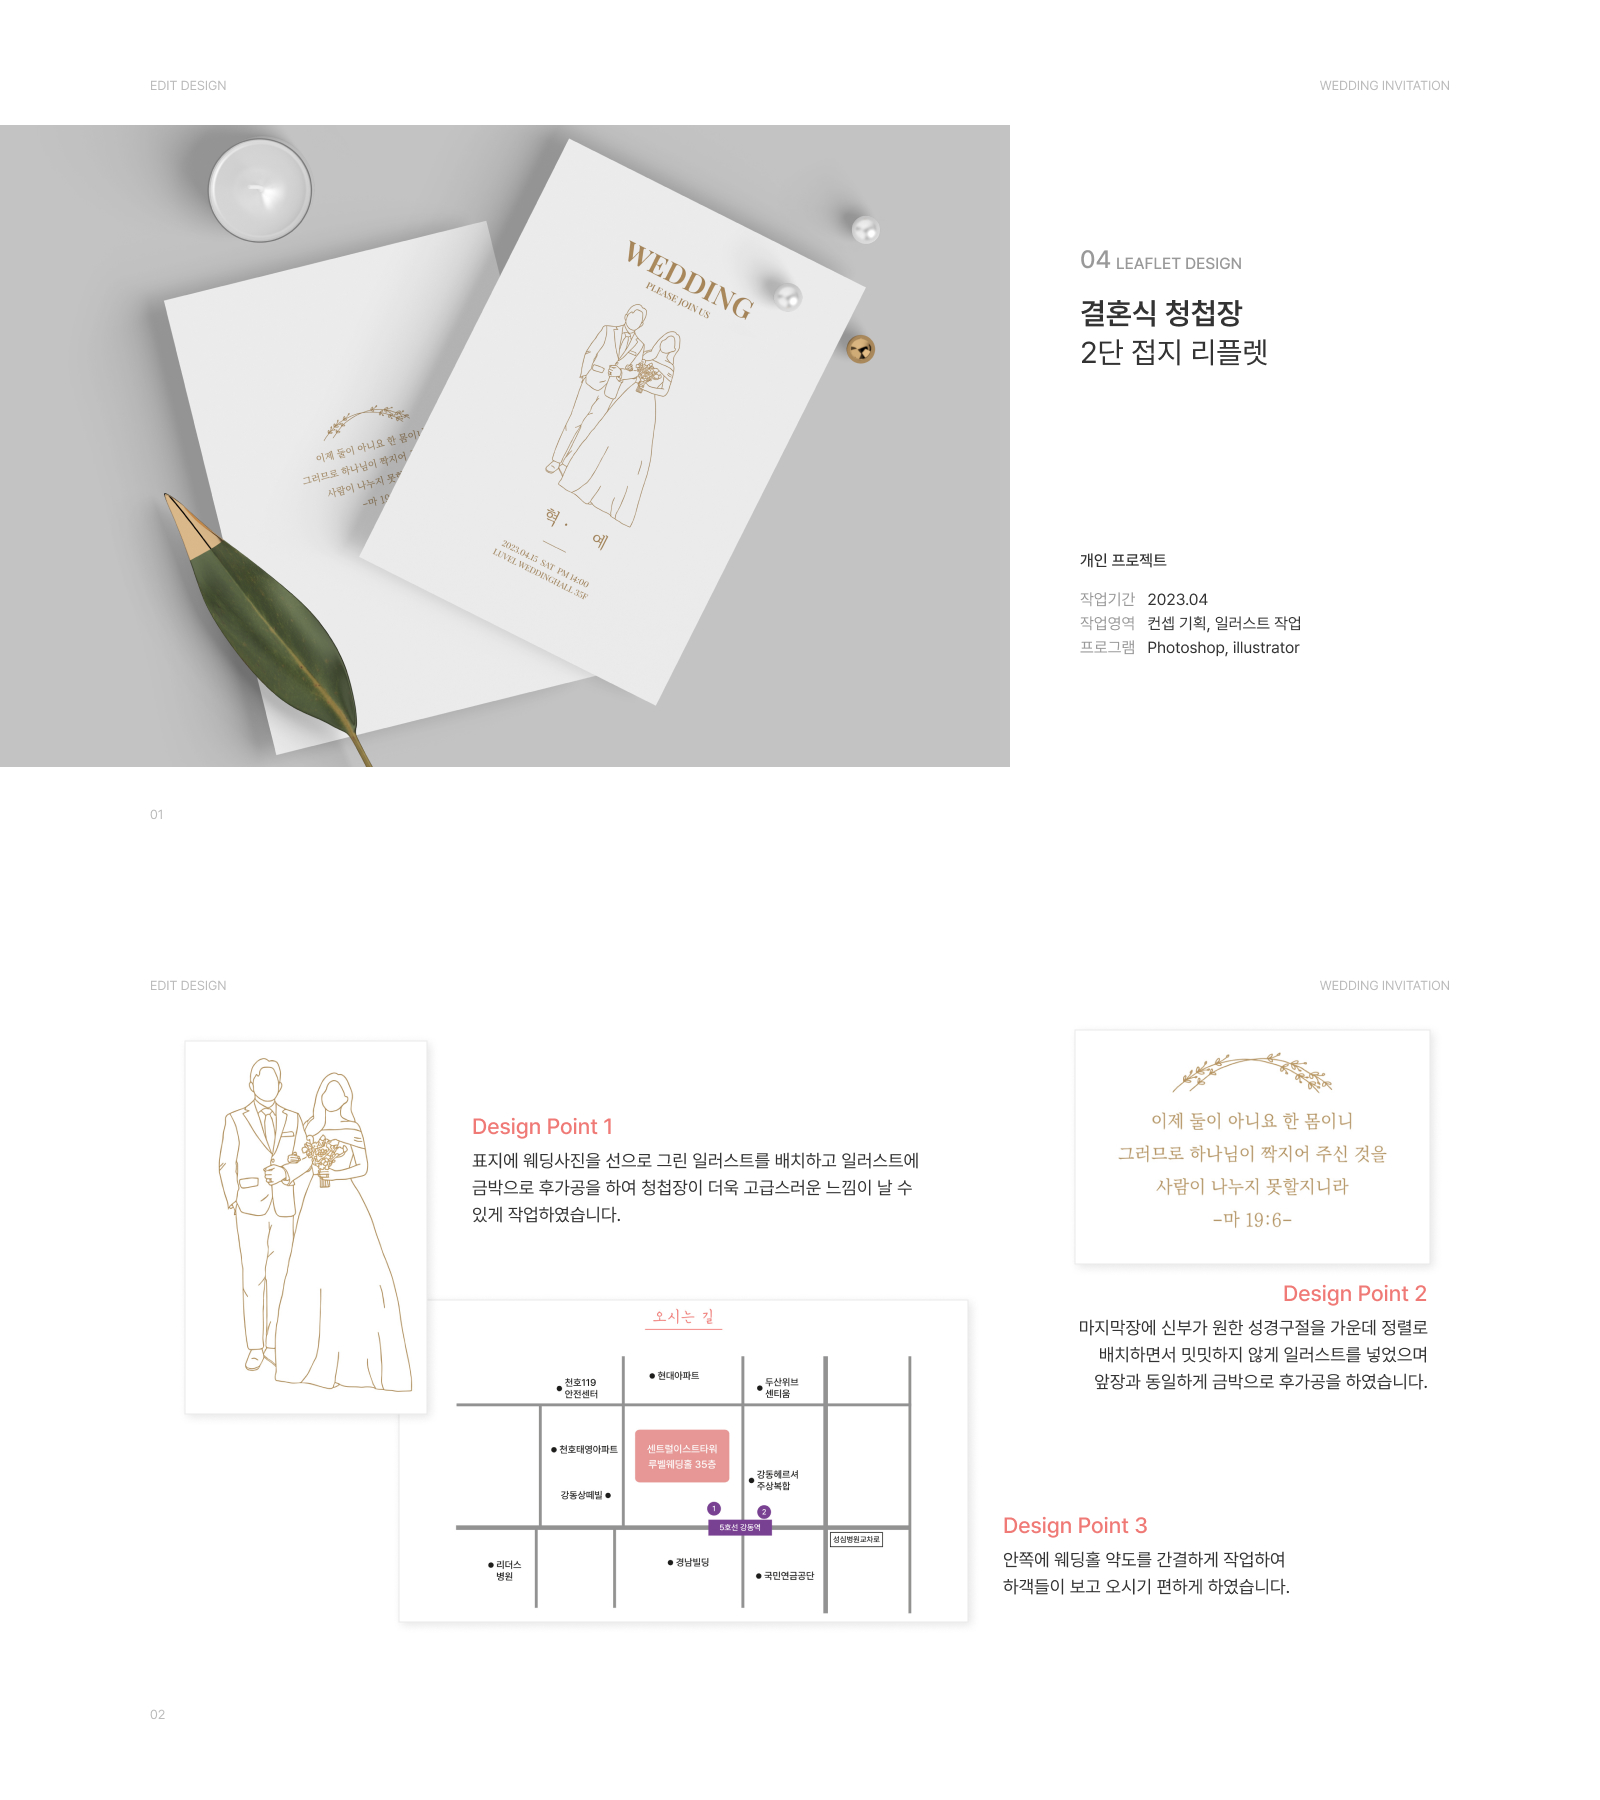 EDIT DESIGN
WEDDING INVITATION
WEDDING
PLEASE JOIN US
혁 ·
예
2023.04.15 SAT PM 14:00
LUVEL WEDDINGHALL 35F
이제 둘이 아니요 한 몸이니
그러므로 하나님이 짝지어
사람이 나누지 못
-마 19
04 LEAFLET DESIGN
결혼식 청첩장
2단 접지 리플렛
개인 프로젝트
작업기간 2023.04
작업영역 컨셉 기획, 일러스트 작업
프로그램 Photoshop, illustrator
01
EDIT DESIGN
WEDDING INVITATION
Design Point 1
표지에 웨딩사진을 선으로 그린 일러스트를 배치하고 일러스트에
금박으로 후가공을 하여 청첩장이 더욱 고급스러운 느낌이 날 수
있게 작업하였습니다.
이제 둘이 아니요 한 몸이니
그러므로 하나님이 짝지어 주신 것을
사람이 나누지 못할지니라
-마 19:6-
Design Point 2
마지막장에 신부가 원한 성경구절을 가운데 정렬로
배치하면서 밋밋하지 않게 일러스트를 넣었으며
앞장과 동일하게 금박으로 후가공을 하였습니다.
오시는 길
천호119
안전센터
현대아파트
두산위브
센티움
천호태영아파트
센트럴이스트타워
루벨웨딩홀 35층
강동헤르셔
주상복합
강동상떼빌
1
2
5호선 강동역
성심병원교차로
리더스
병원
경남빌딩
국민연금공단
Design Point 3
안쪽에 웨딩홀 약도를 간결하게 작업하여
하객들이 보고 오시기 편하게 하였습니다.
02